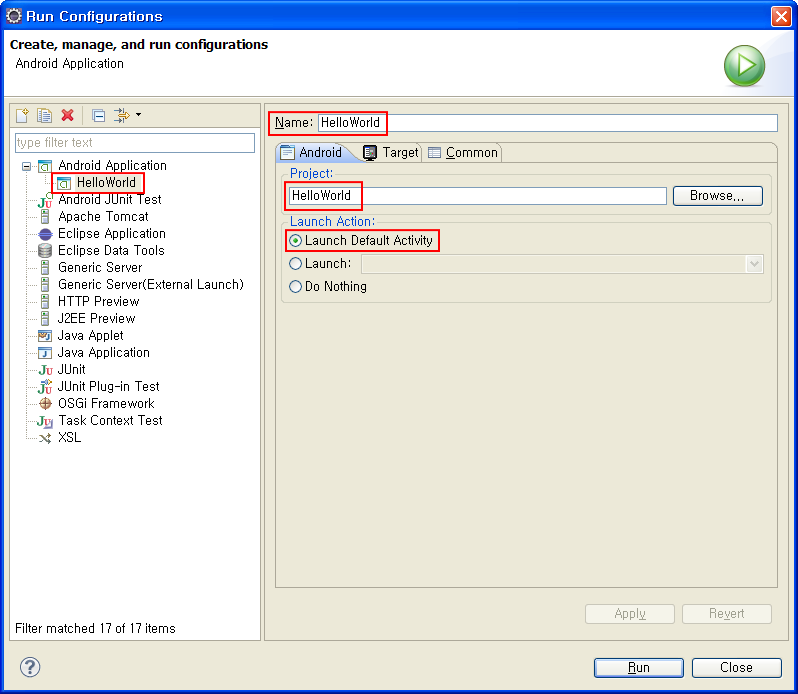 Run Configurations
Create, manage, and run configurations
Android Application
type filter text
Android Application
HelloWorld
Android JUnit Test
Apache Tomcat
Eclipse Application
Eclipse Data Tools
Generic Server
Generic Server(External Launch)
HTTP Preview
J2EE Preview
Java Applet
Java Application
JUnit
JUnit Plug-in Test
OSGi Framework
Task Context Test
XSL
Filter matched 17 of 17 items
Name: HelloWorld
Android Target Common
Project:
HelloWorld Browse...
Launch Action:
Launch Default Activity
Launch:
Do Nothing
Apply Revert
Run Close